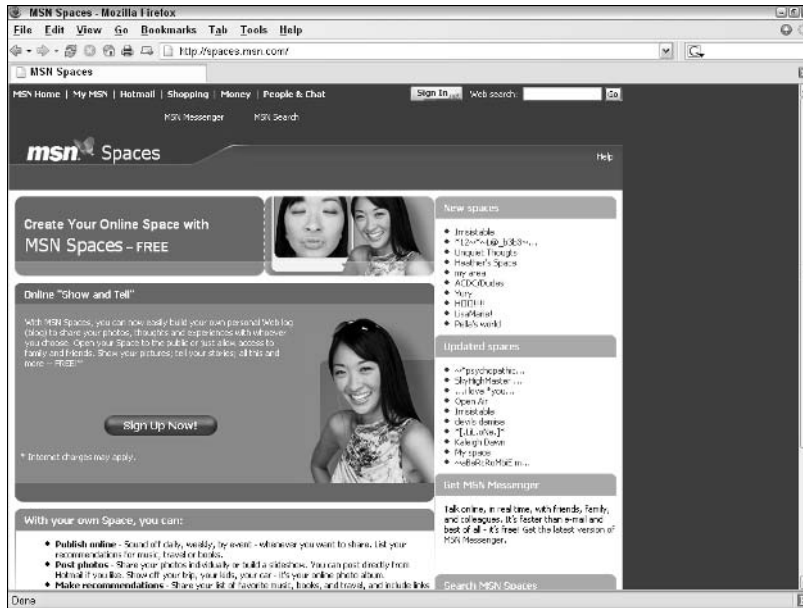 MSN Spaces - Mozilla Firefox
File Edit View Go Bookmarks Tab Tools Help
http://spaces.msn.com/
MSN Spaces
MSN Home | My MSN | Hotmail | Shopping | Money | People & Chat
Sign In
Web search:
Go
MSN Messenger
MSN Search
msn Spaces
Help
Create Your Online Space with
MSN Spaces – FREE
Online "Show and Tell"
With MSN Spaces, you can now easily build your own personal Web log
(blog) to share your photos, thoughts and experiences with whoever
you choose. Open your Space to the public or just allow access to
family and friends. Show your pictures; tell your stories; all this and
more -- FREE!**
Sign Up Now!
* Internet charges may apply.
With your own Space, you can:
Publish online - Sound off daily, weekly, by event - whenever you want to share. List your
recommendations for music, travel or books.
Post photos - Share your photos individually or build a slideshow. You can post directly from
Hotmail if you like. Show off your trip, your kids, your car - it's your online photo album.
Make recommendations - Share your list of favorite music, books, and travel, and include links
New spaces
Irrisistable
Unquiet Thougts
Heather's Space
my area
ACDC/Dudes
Yury
LisaMarie!
Pella's world
Updated spaces
~*psychopathic...
SkyHighMaster ...
...i love *you...
Open Air
Irrisistable
devils demise
*[.LiL.oNe.]*
Kaleigh Dawn
My space
Get MSN Messenger
Talk online, in real time, with friends, family,
and colleagues. It's faster than e-mail and
best of all - it's free! Get the latest version of
MSN Messenger.
Search MSN Spaces
Done